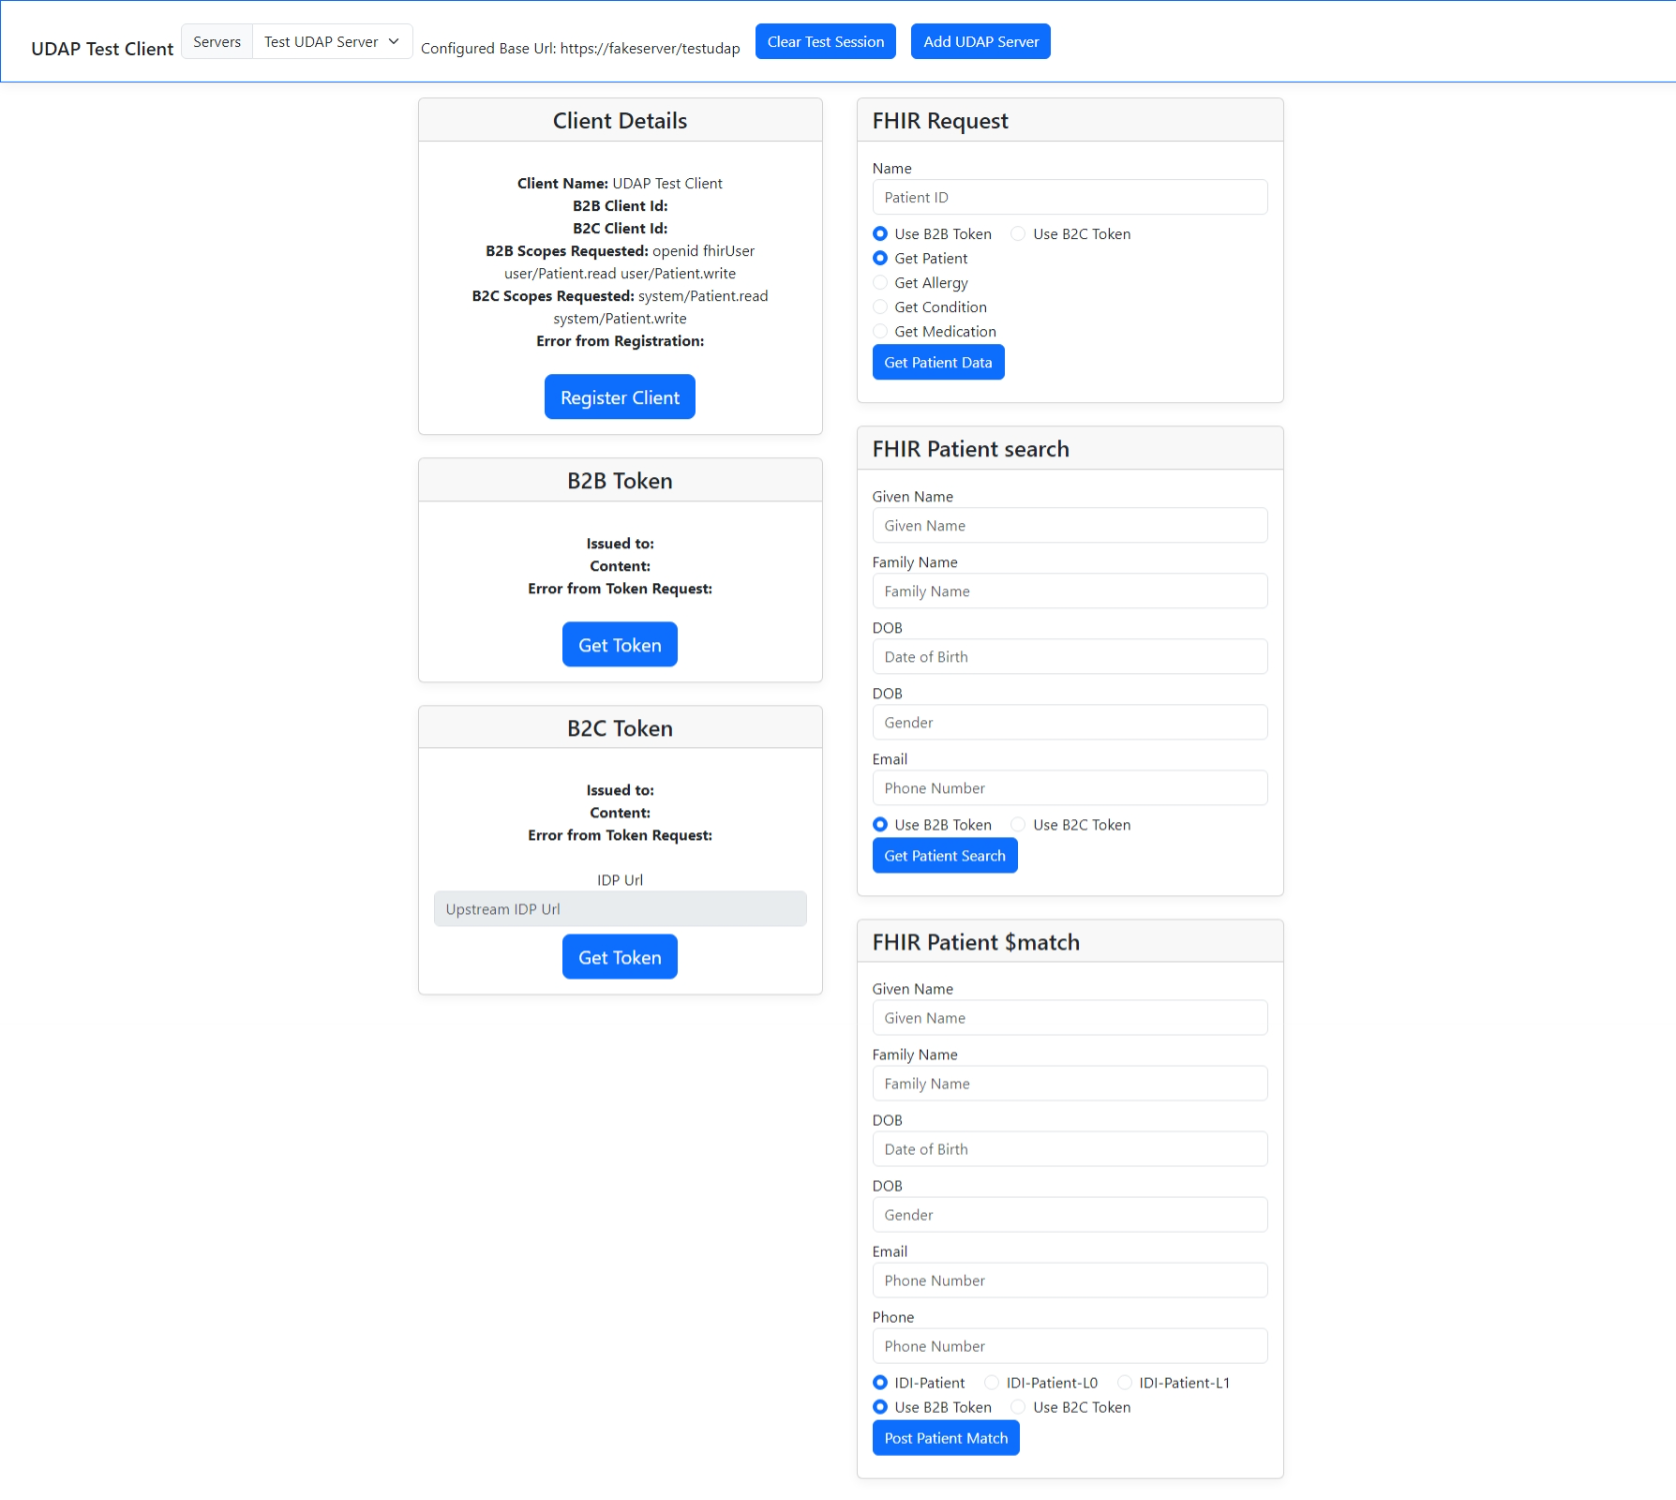 UDAP Test Client
Servers
Test UDAP Server
Configured Base Url: https://fakeserver/testudap
Clear Test Session
Add UDAP Server
Client Details
Client Name: UDAP Test Client
B2B Client Id:
B2C Client Id:
B2B Scopes Requested: openid fhirUser
user/Patient.read user/Patient.write
B2C Scopes Requested: system/Patient.read
system/Patient.write
Error from Registration:
Register Client
B2B Token
Issued to:
Content:
Error from Token Request:
Get Token
B2C Token
Issued to:
Content:
Error from Token Request:
IDP Url
Upstream IDP Url
Get Token
FHIR Request
Name
Patient ID
Use B2B Token Use B2C Token
Get Patient
Get Allergy
Get Condition
Get Medication
Get Patient Data
FHIR Patient search
Given Name
Given Name
Family Name
Family Name
DOB
Date of Birth
DOB
Gender
Email
Phone Number
Use B2B Token Use B2C Token
Get Patient Search
FHIR Patient $match
Given Name
Given Name
Family Name
Family Name
DOB
Date of Birth
DOB
Gender
Email
Phone Number
Phone
Phone Number
IDI-Patient IDI-Patient-L0 IDI-Patient-L1
Use B2B Token Use B2C Token
Post Patient Match